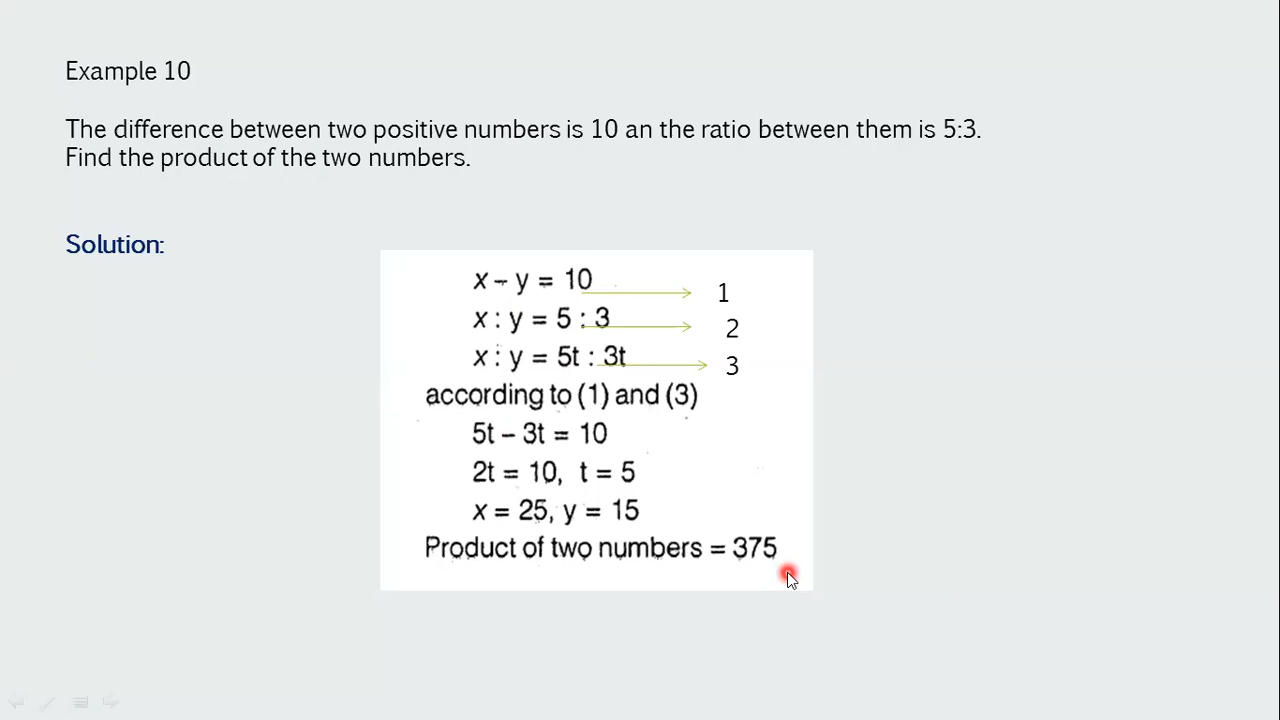 Example 10
The difference between two positive numbers is 10 an the ratio between them is 5:3.
Find the product of the two numbers.
Solution:
x – y = 10 1
x : y = 5 : 3 2
x : y = 5t : 3t 3
according to (1) and (3)
5t – 3t = 10
2t = 10, t = 5
x = 25, y = 15
Product of two numbers = 375